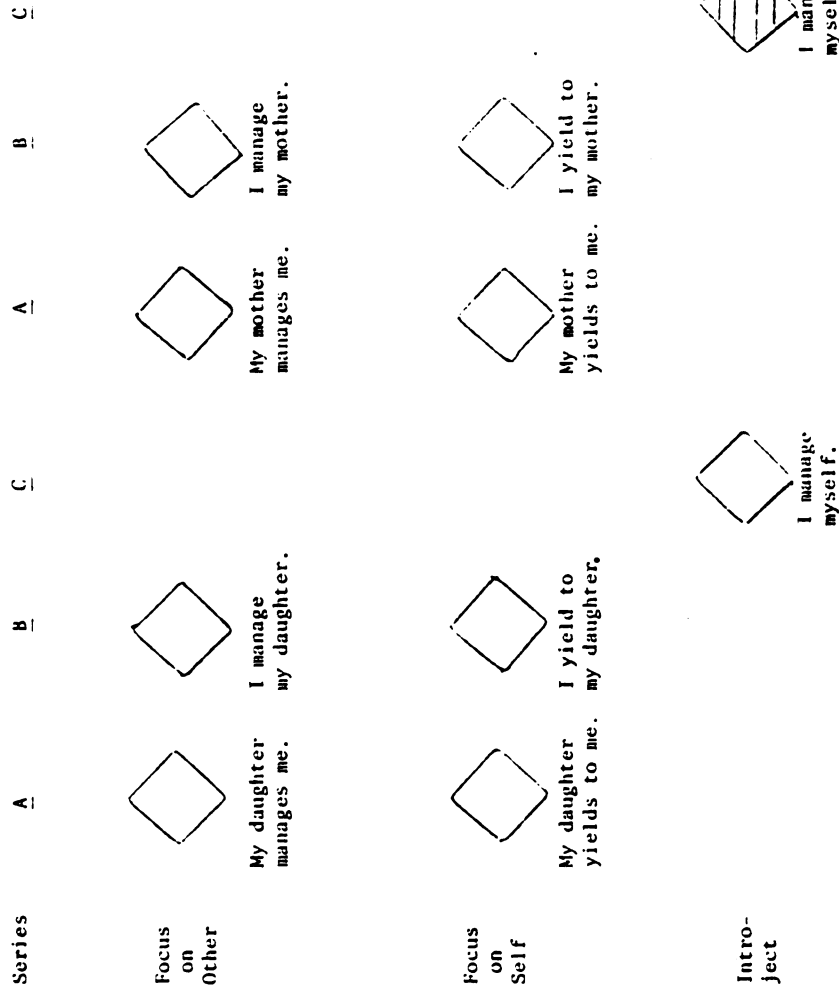 Series A B C A B C
Focus
on
Other
My daughter
manages me.
I manage
my daughter.
My mother
manages me.
I manage
my mother.
Focus
on
Self
My daughter
yields to me.
I yield to
my daughter.
My mother
yields to me.
I yield to
my mother.
Intro-
ject
I manage
myself.
I